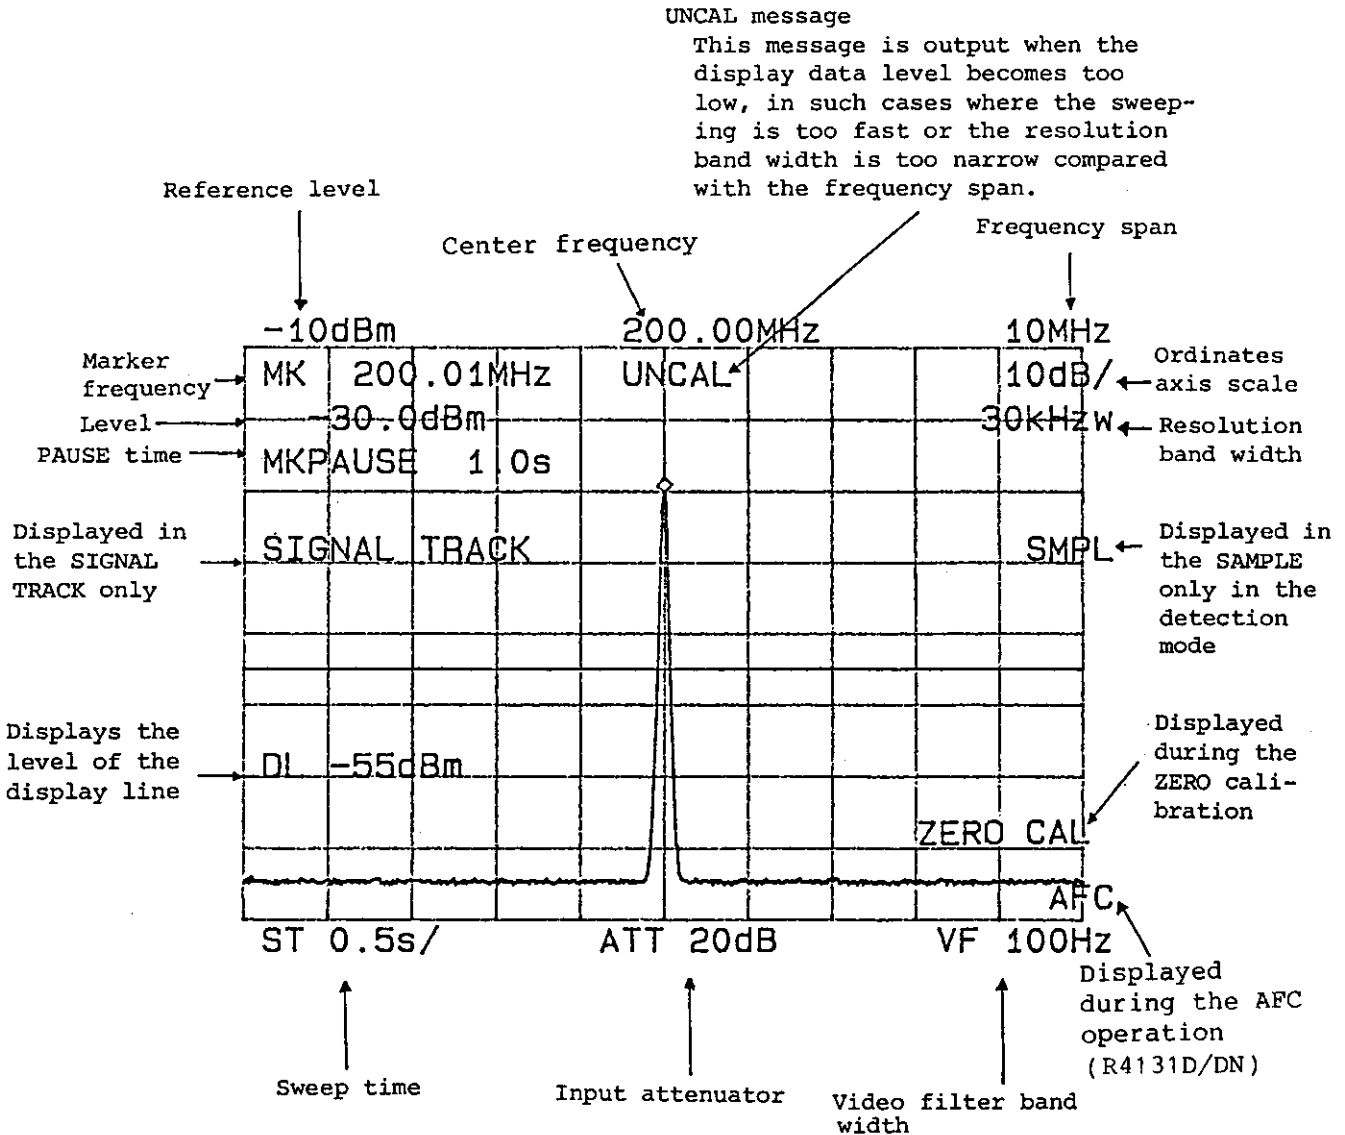 UNCAL message
This message is output when the
display data level becomes too
low, in such cases where the sweep-
ing is too fast or the resolution
band width is too narrow compared
with the frequency span.
Reference level
Center frequency
Frequency span
-10dBm
200.00MHz
10MHz
Marker
frequency
MK 200.01MHz
UNCAL
10dB/
Ordinates
axis scale
Level
-30.0dBm
30kHzW
Resolution
band width
PAUSE time
MKPAUSE 1.0s
Displayed in
the SIGNAL
TRACK only
SIGNAL TRACK
SMPL
Displayed in
the SAMPLE
only in the
detection
mode
Displays the
level of the
display line
DL -55dBm
Displayed
during the
ZERO cali-
bration
ZERO CAL
AFC
ST 0.5s/
ATT 20dB
VF 100Hz
Displayed
during the AFC
operation
(R4131D/DN)
Sweep time
Input attenuator
Video filter band
width